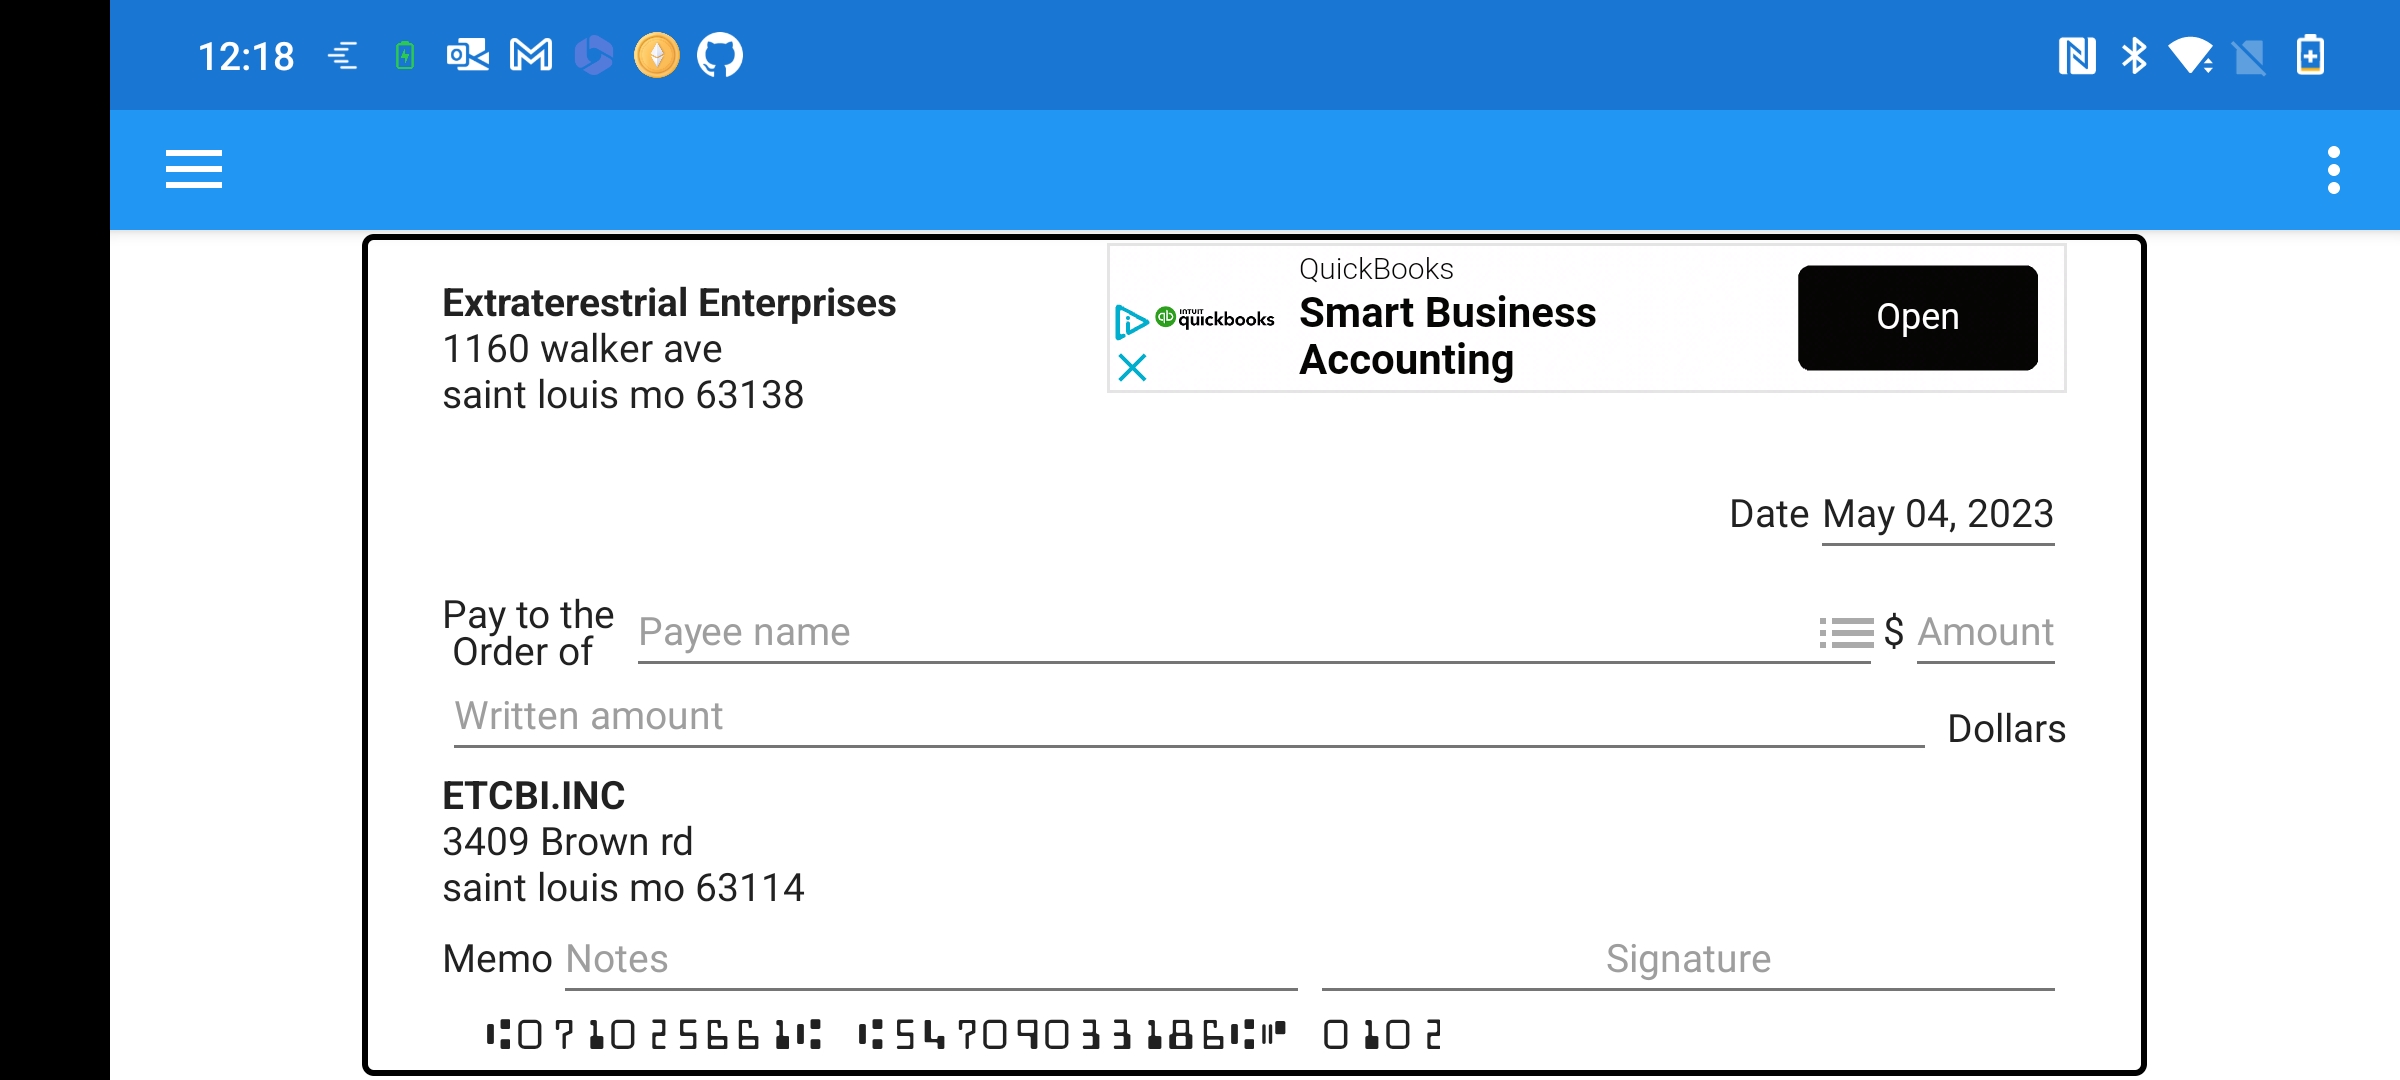 12:18
Extraterestrial Enterprises
1160 walker ave
saint louis mo 63138
QuickBooks
INTUIT
quickbooks
Smart Business
Accounting
Open
Date May 04, 2023
Pay to the
Order of
Payee name
$ Amount
Written amount
Dollars
ETCBI.INC
3409 Brown rd
saint louis mo 63114
Memo Notes
Signature
⑆071025661⑆ ⑆54709033186⑆⑈ 0102